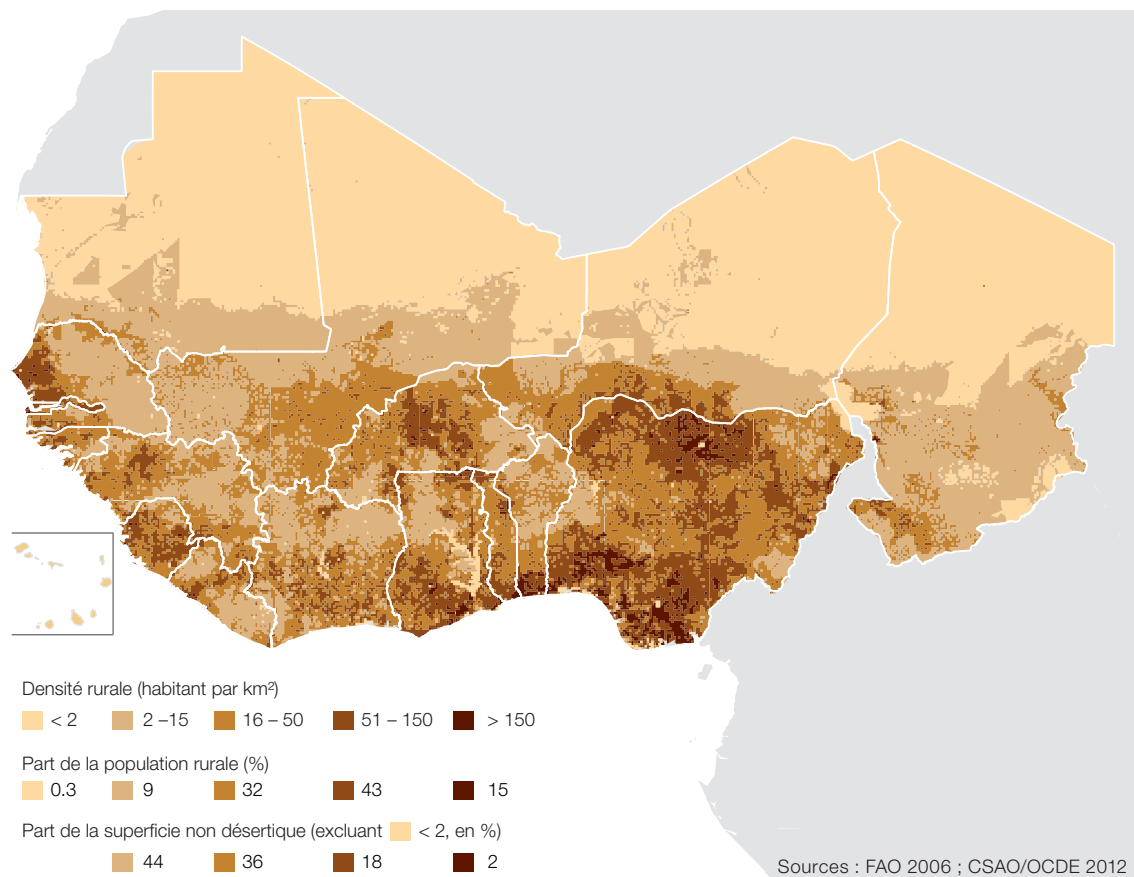 Densité rurale (habitant par km²)
< 2 2 –15 16 – 50 51 – 150 > 150
Part de la population rurale (%)
0.3 9 32 43 15
Part de la superficie non désertique (excluant < 2, en %)
44 36 18 2
Sources : FAO 2006 ; CSAO/OCDE 2012